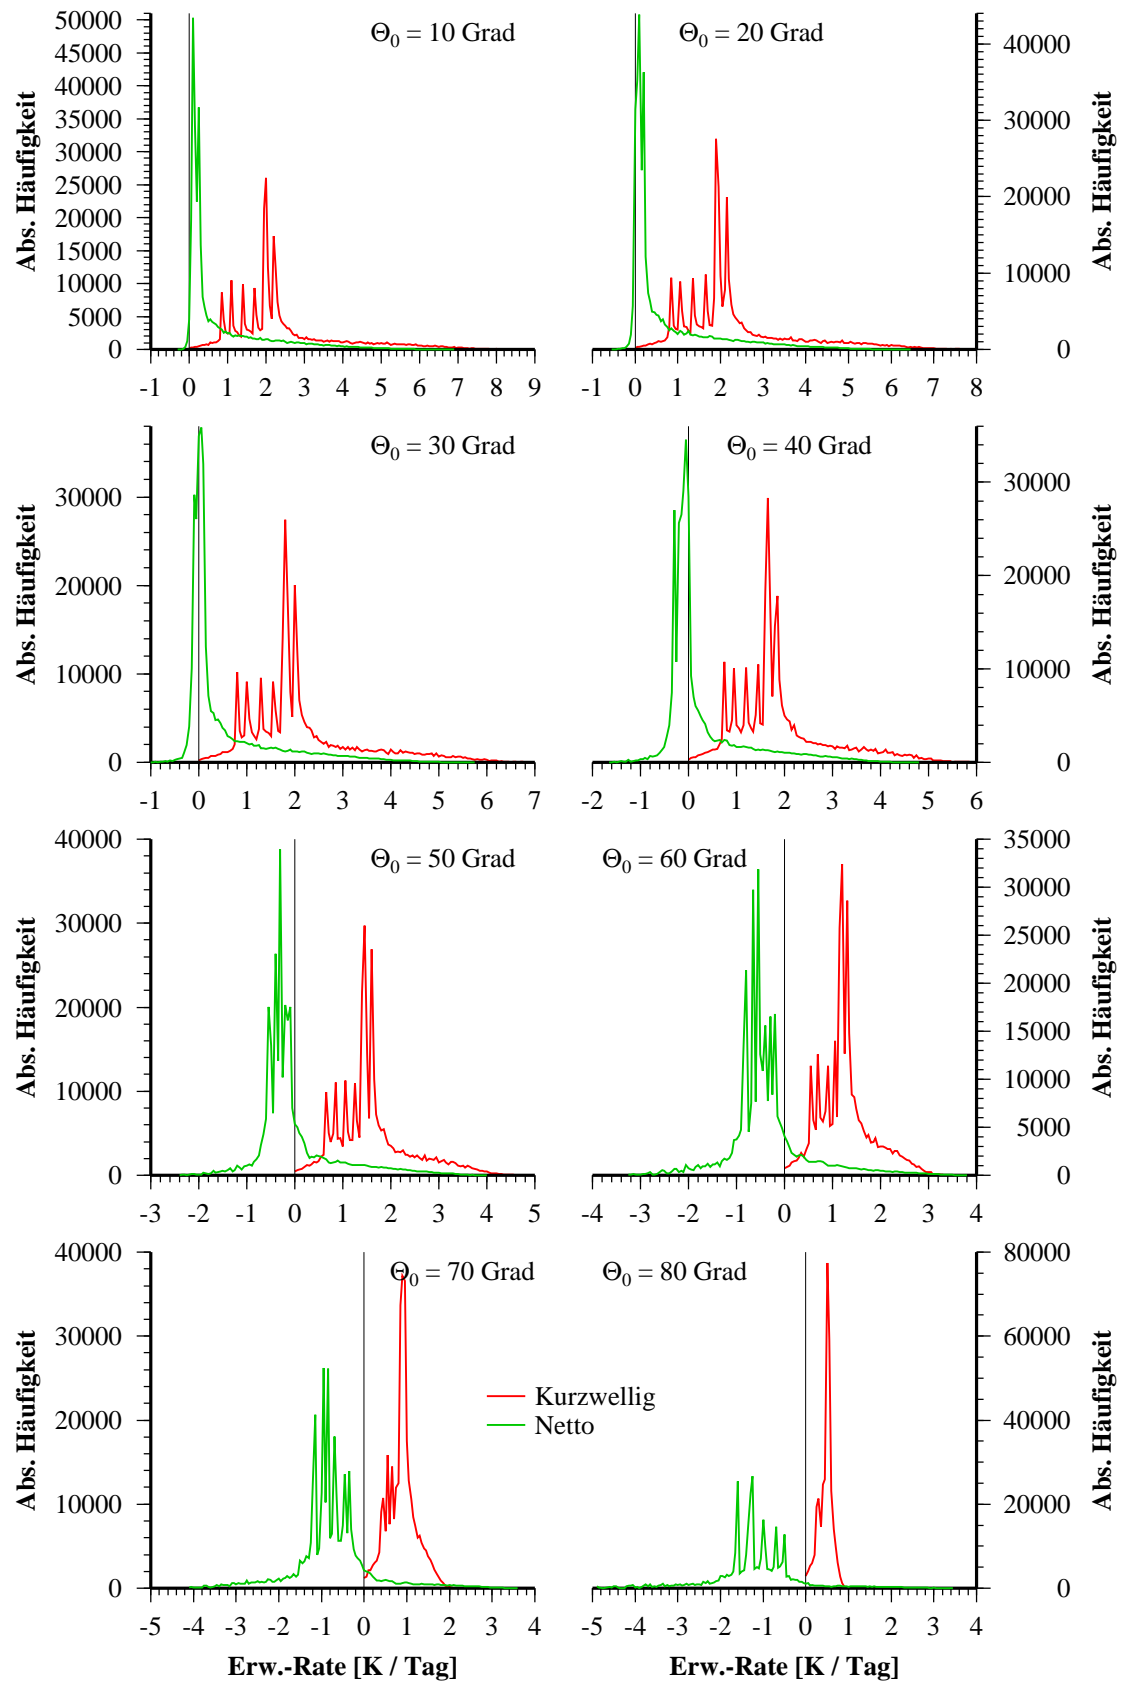 Θ0 = 10 Grad
Abs. Häufigkeit
50000
45000
40000
35000
30000
25000
20000
15000
10000
5000
0
-1 0 1 2 3 4 5 6 7 8 9
Θ0 = 20 Grad
Abs. Häufigkeit
40000
30000
20000
10000
0
-1 0 1 2 3 4 5 6 7 8
Θ0 = 30 Grad
Abs. Häufigkeit
30000
20000
10000
0
-1 0 1 2 3 4 5 6 7
Θ0 = 40 Grad
Abs. Häufigkeit
30000
20000
10000
0
-2 -1 0 1 2 3 4 5 6
Θ0 = 50 Grad
Abs. Häufigkeit
40000
30000
20000
10000
0
-3 -2 -1 0 1 2 3 4 5
Θ0 = 60 Grad
Abs. Häufigkeit
35000
30000
25000
20000
15000
10000
5000
0
-4 -3 -2 -1 0 1 2 3 4
Θ0 = 70 Grad
Abs. Häufigkeit
40000
30000
20000
10000
0
-5 -4 -3 -2 -1 0 1 2 3 4
Erw.-Rate [K / Tag]
Kurzwellig
Netto
Θ0 = 80 Grad
Abs. Häufigkeit
80000
60000
40000
20000
0
-5 -4 -3 -2 -1 0 1 2 3 4
Erw.-Rate [K / Tag]